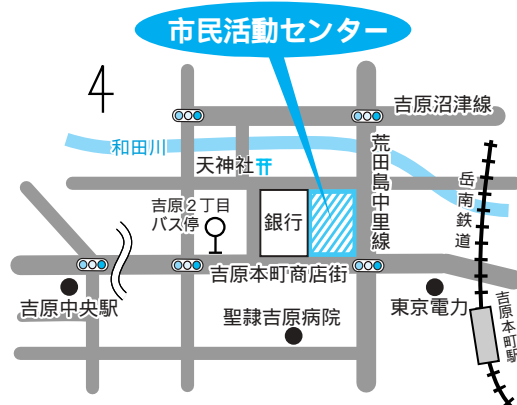 市民活動センター
吉原沼津線
和田川
荒田島中里線
天神社
岳南鉄道
吉原2丁目
バス停
銀行
吉原本町商店街
吉原中央駅
聖隷吉原病院
東京電力
吉原本町駅